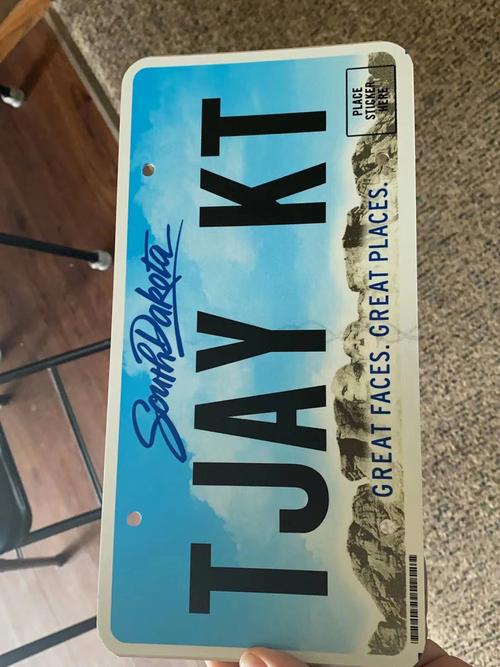 South Dakota
TJAY KT
GREAT FACES. GREAT PLACES.
PLACE
STICKER
HERE